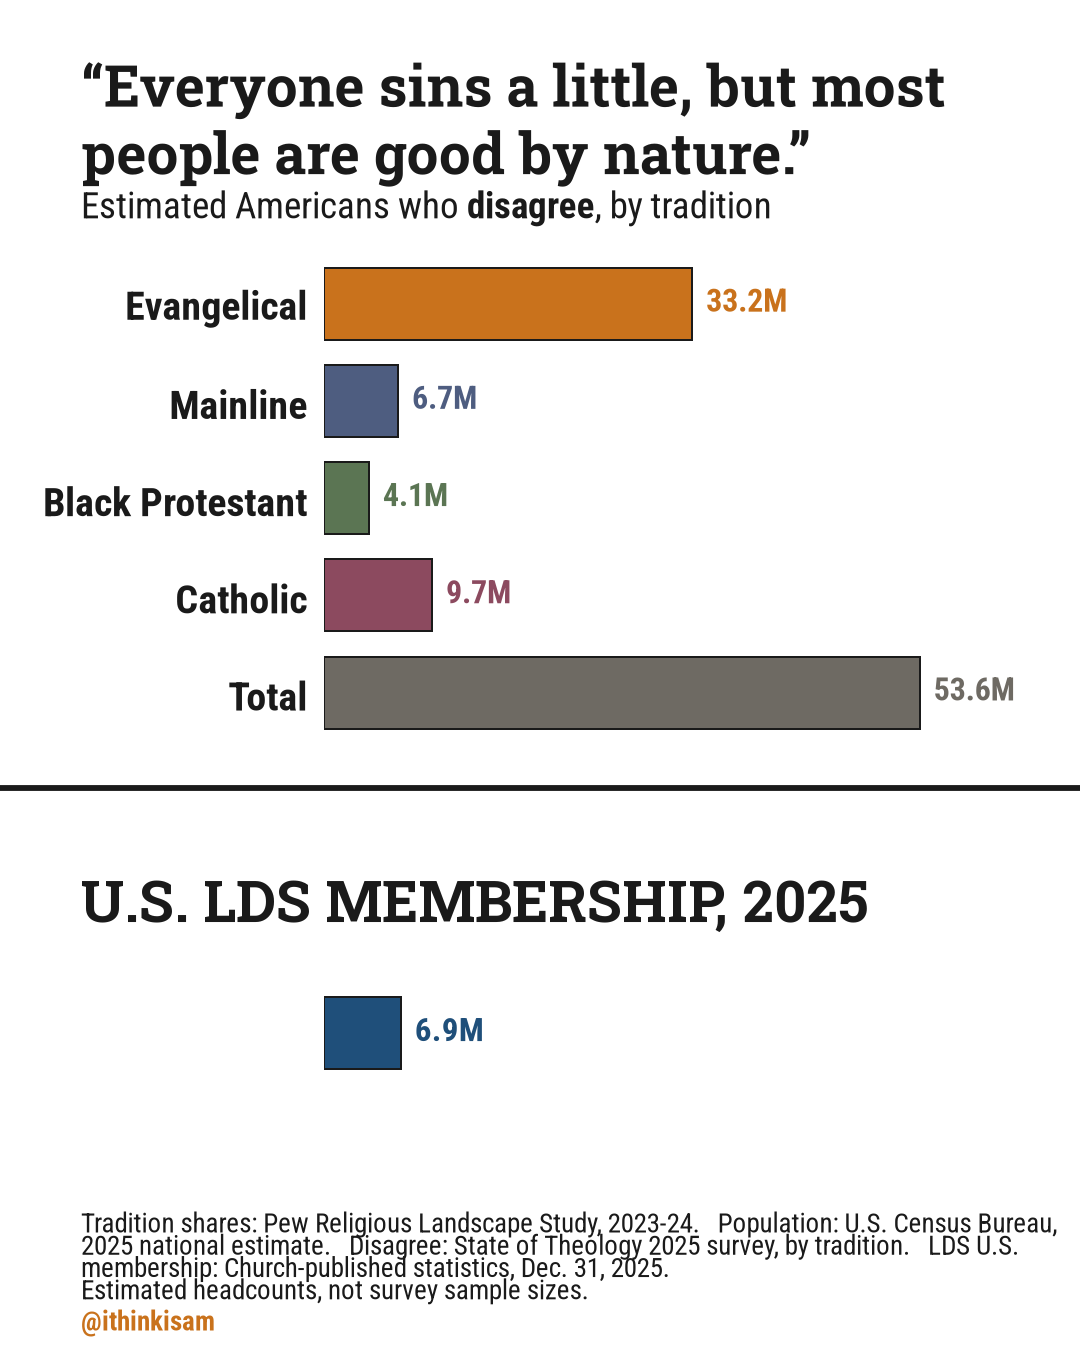 “Everyone sins a little, but most
people are good by nature.”
Estimated Americans who disagree, by tradition
Evangelical 33.2M
Mainline 6.7M
Black Protestant 4.1M
Catholic 9.7M
Total 53.6M
U.S. LDS MEMBERSHIP, 2025
6.9M
Tradition shares: Pew Religious Landscape Study, 2023-24. Population: U.S. Census Bureau,
2025 national estimate. Disagree: State of Theology 2025 survey, by tradition. LDS U.S.
membership: Church-published statistics, Dec. 31, 2025.
Estimated headcounts, not survey sample sizes.
@ithinkisam